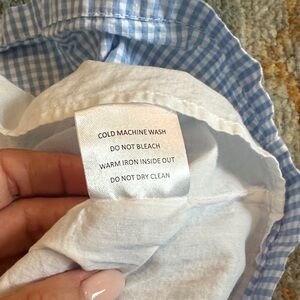 COLD MACHINE WASH
DO NOT BLEACH
WARM IRON INSIDE OUT
DO NOT DRY CLEAN